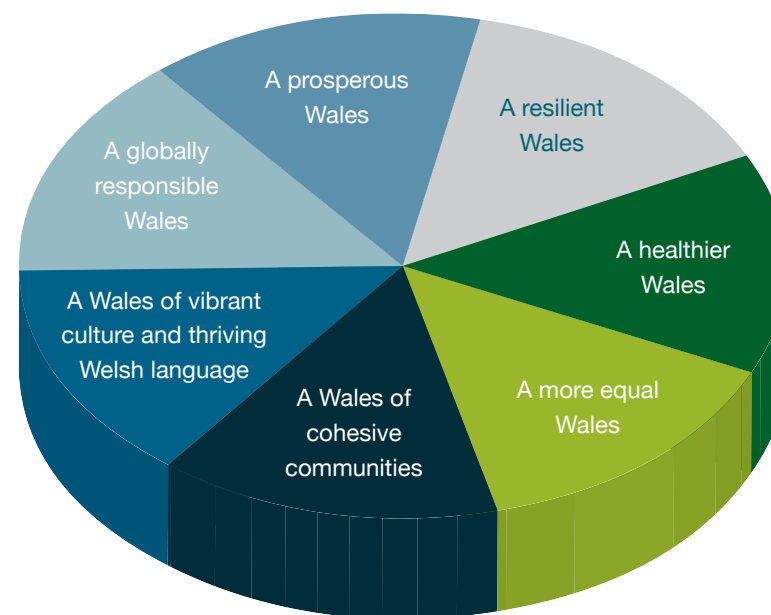 A prosperous
Wales
A resilient
Wales
A healthier
Wales
A more equal
Wales
A Wales of
cohesive
communities
A Wales of vibrant
culture and thriving
Welsh language
A globally
responsible
Wales